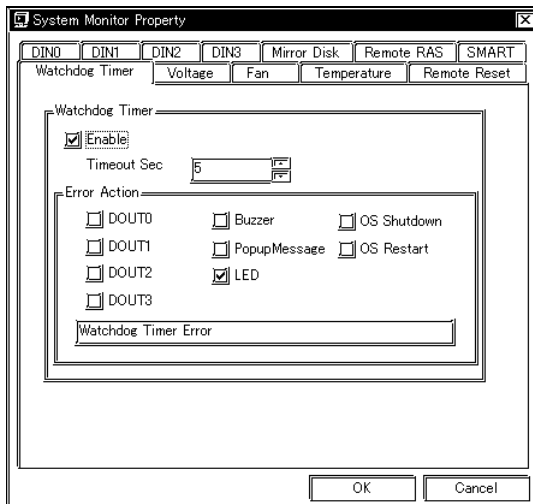 System Monitor Property
DIN0 DIN1 DIN2 DIN3 Mirror Disk Remote RAS SMART
Watchdog Timer Voltage Fan Temperature Remote Reset
Watchdog Timer
Enable
Timeout Sec 5
Error Action
DOUT0 Buzzer OS Shutdown
DOUT1 PopupMessage OS Restart
DOUT2 LED
DOUT3
Watchdog Timer Error
OK Cancel